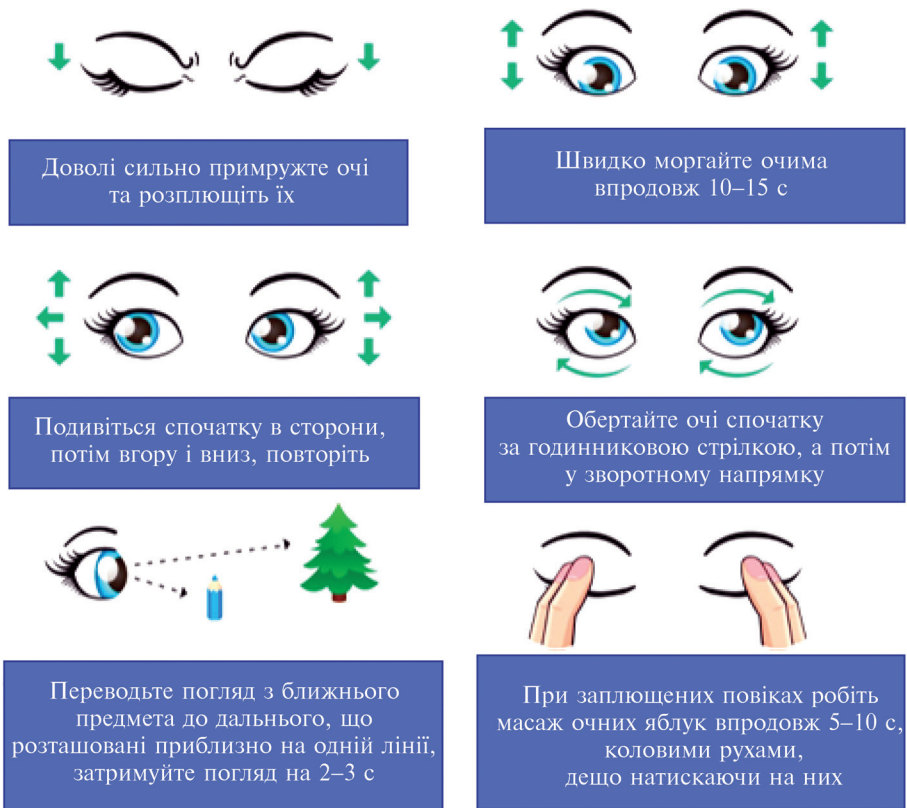 Доволі сильно примружте очі
та розплющіть їх
Швидко моргайте очима
впродовж 10–15 с
Подивіться спочатку в сторони,
потім вгору і вниз, повторіть
Обертайте очі спочатку
за годинниковою стрілкою, а потім
у зворотному напрямку
Переводьте погляд з ближнього
предмета до дальнього, що
розташовані приблизно на одній лінії,
затримуйте погляд на 2–3 с
При заплющених повіках робіть
масаж очних яблук впродовж 5–10 с,
коловими рухами,
дещо натискаючи на них